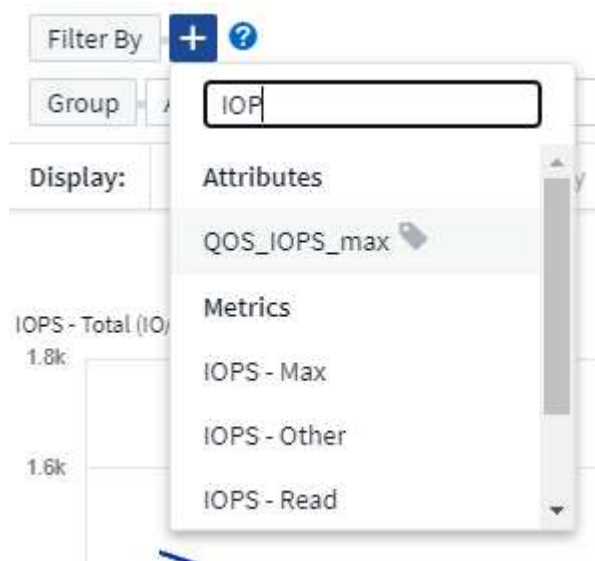 Filter By + ?
Group
IOP
Display:
Attributes
QOS_IOPS_max
Metrics
IOPS - Total (IO/
1.8k
IOPS - Max
IOPS - Other
1.6k
IOPS - Read